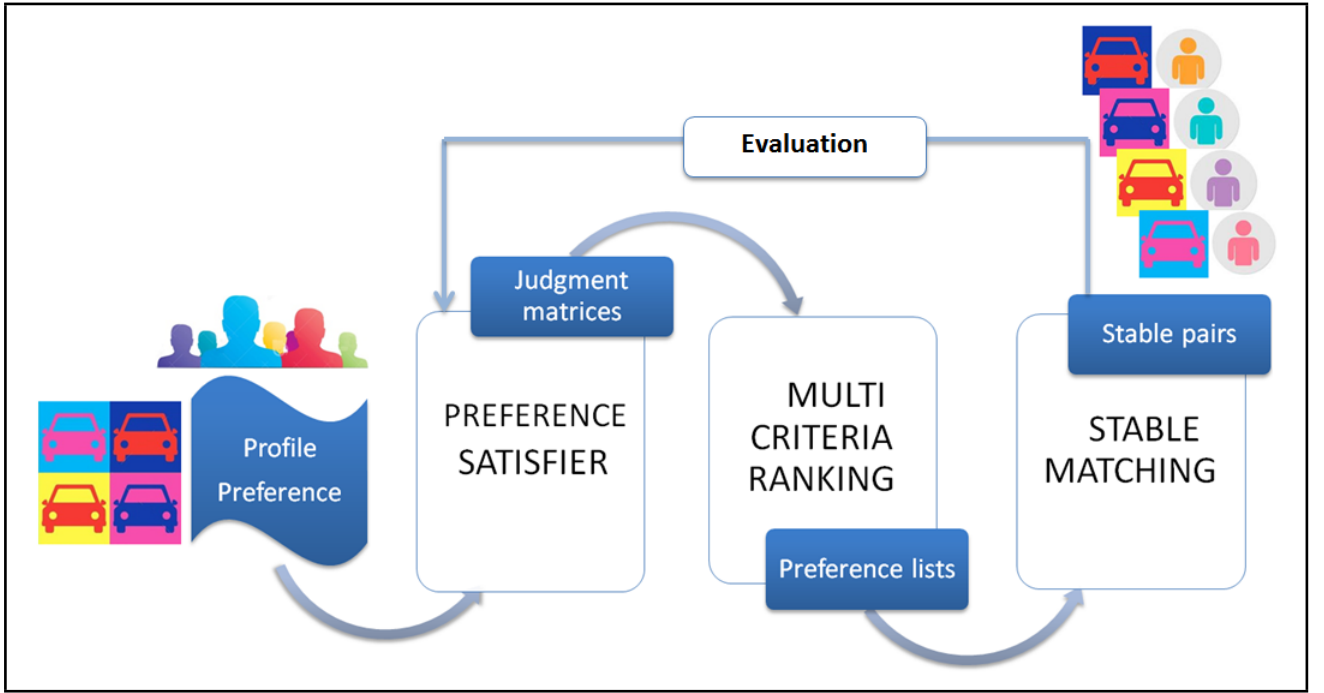 Evaluation
Judgment
matrices
Stable pairs
Profile
Preference
PREFERENCE
SATISFIER
MULTI
CRITERIA
RANKING
STABLE
MATCHING
Preference lists